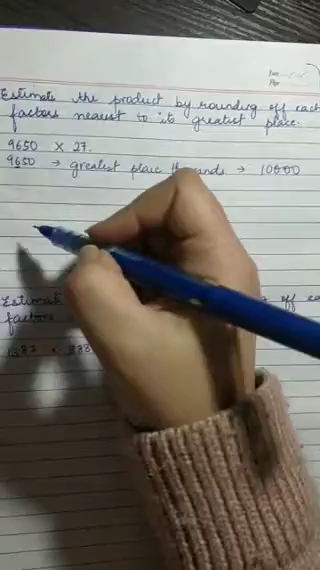 Estimate the product by rounding off each
factors nearest to its greatest place.
9650 × 27.
9650 → greatest place thousands → 10000
Estimate off
factors